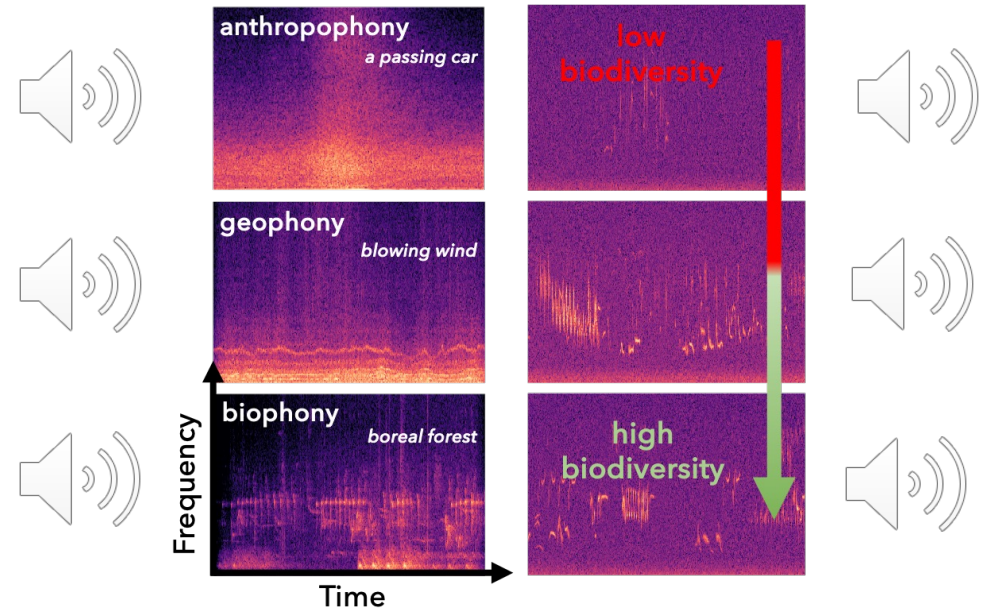 anthropophony
a passing car
low
biodiversity
geophony
blowing wind
biophony
boreal forest
high
biodiversity
Frequency
Time